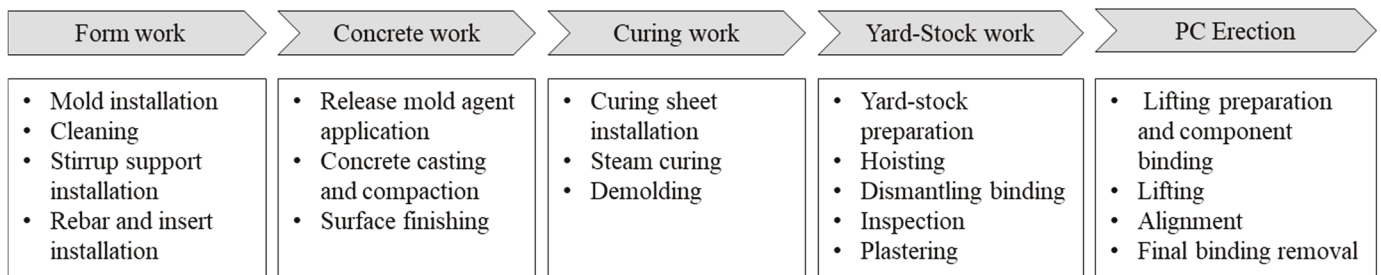 Form work
Concrete work
Curing work
Yard-Stock work
PC Erection
• Mold installation
• Cleaning
• Stirrup support
installation
• Rebar and insert
installation
• Release mold agent
application
• Concrete casting
and compaction
• Surface finishing
• Curing sheet
installation
• Steam curing
• Demolding
• Yard-stock
preparation
• Hoisting
• Dismantling binding
• Inspection
• Plastering
• Lifting preparation
and component
binding
• Lifting
• Alignment
• Final binding removal